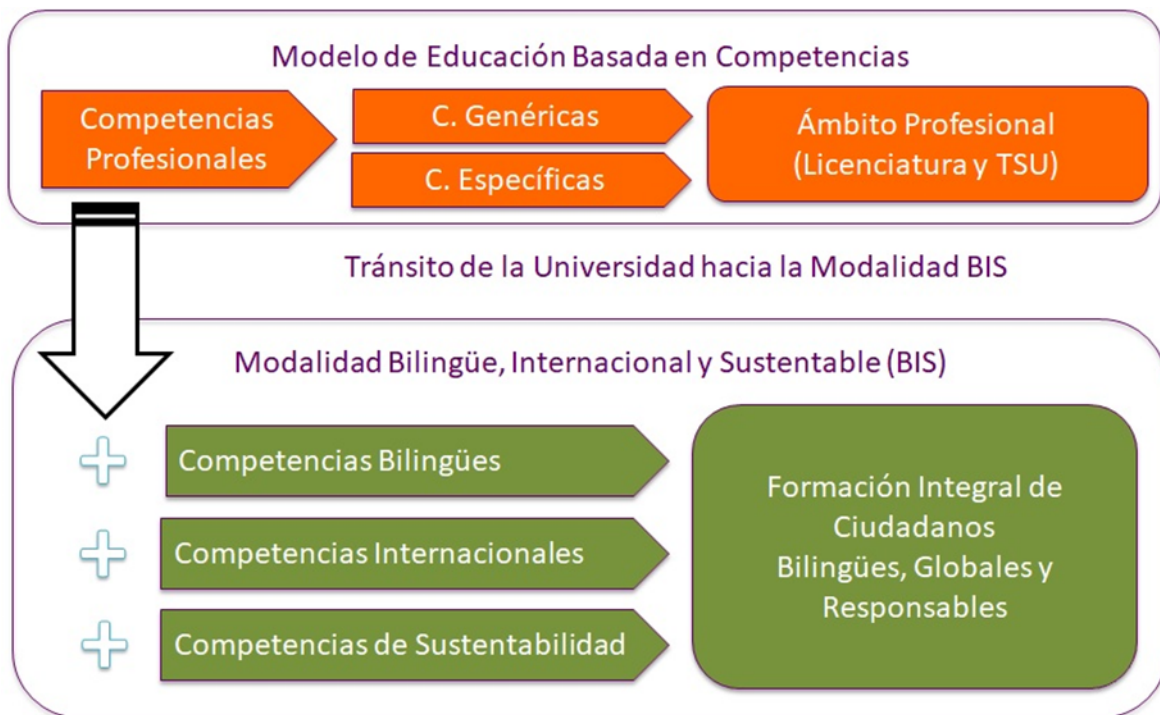 Modelo de Educación Basada en Competencias
Competencias
Profesionales
C. Genéricas
C. Específicas
Ámbito Profesional
(Licenciatura y TSU)
Tránsito de la Universidad hacia la Modalidad BIS
Modalidad Bilingüe, Internacional y Sustentable (BIS)
Competencias Bilingües
Competencias Internacionales
Competencias de Sustentabilidad
Formación Integral de
Ciudadanos
Bilingües, Globales y
Responsables